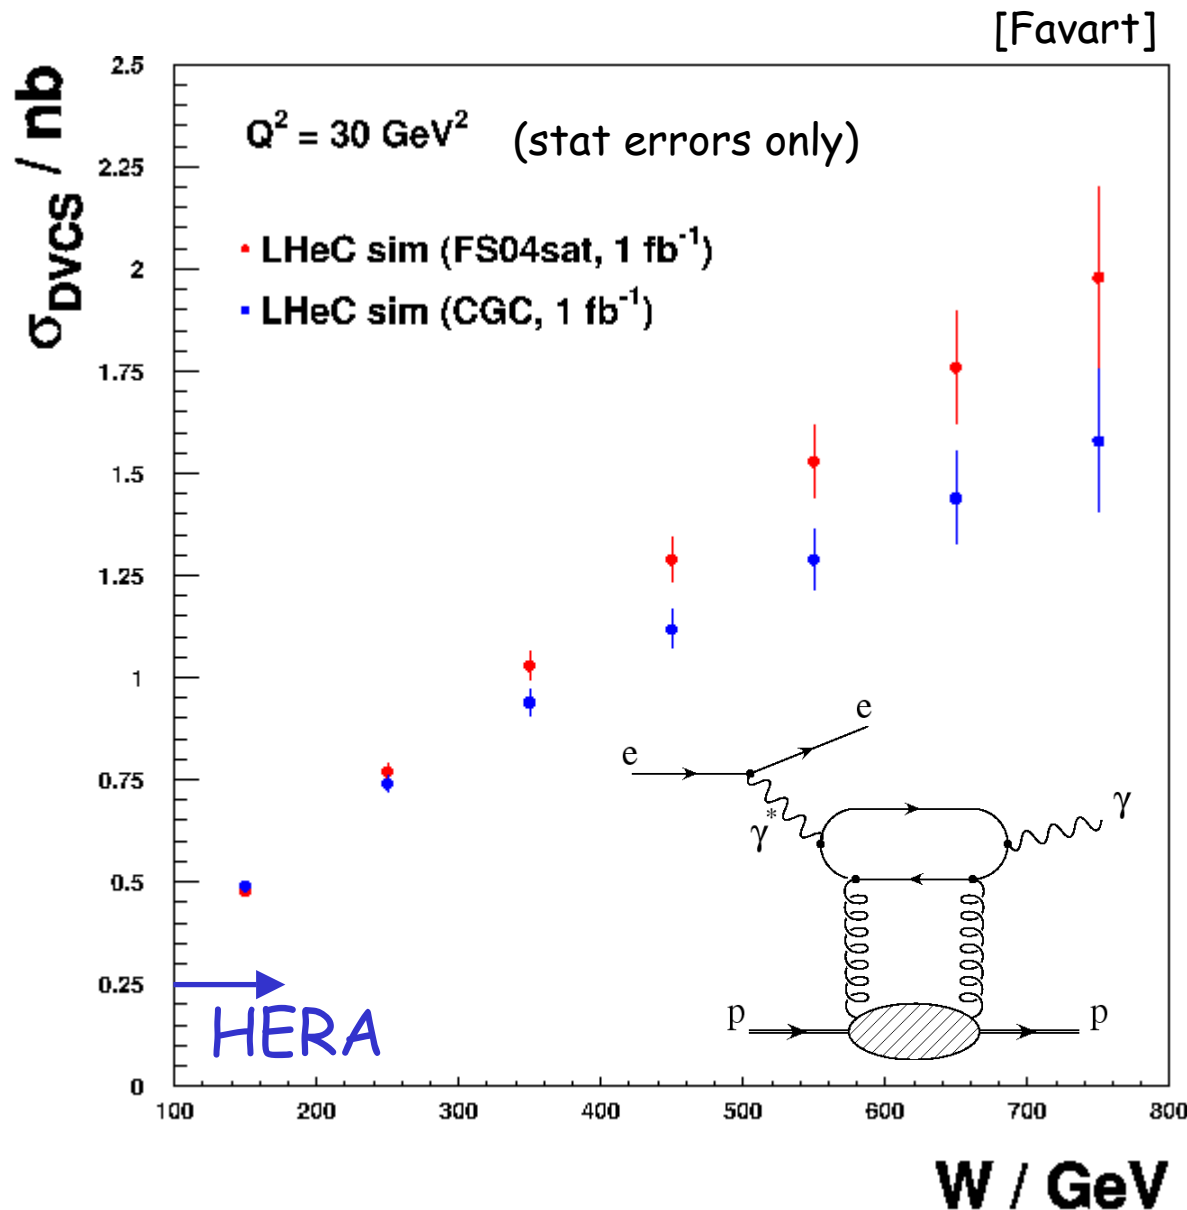 [Favart]
σDVCS / nb
2.5
2.25
2
1.75
1.5
1.25
1
0.75
0.5
0.25
0
Q² = 30 GeV² (stat errors only)
LHeC sim (FS04sat, 1 fb⁻¹)
LHeC sim (CGC, 1 fb⁻¹)
e
e
γ*
γ
p
p
HERA
100 200 300 400 500 600 700 800
W / GeV